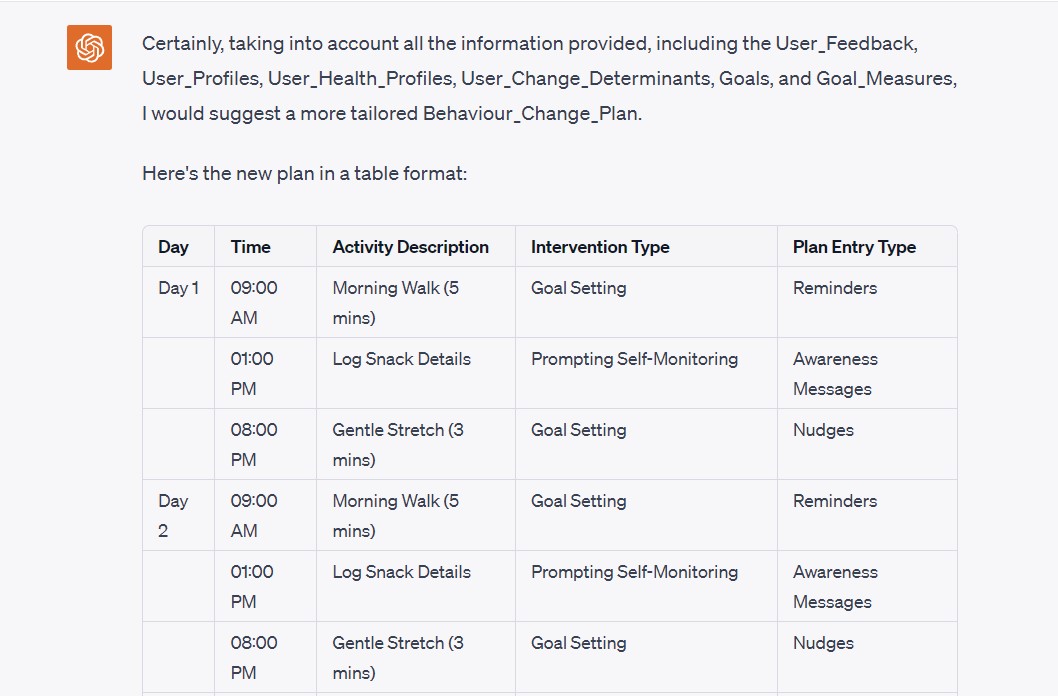 Certainly, taking into account all the information provided, including the User_Feedback,
User_Profiles, User_Health_Profiles, User_Change_Determinants, Goals, and Goal_Measures,
I would suggest a more tailored Behaviour_Change_Plan.
Here's the new plan in a table format:
Day Time Activity Description Intervention Type Plan Entry Type
Day 1 09:00 Morning Walk (5 Goal Setting Reminders
AM mins)
01:00 Log Snack Details Prompting Self-Monitoring Awareness
PM Messages
08:00 Gentle Stretch (3 Goal Setting Nudges
PM mins)
Day 09:00 Morning Walk (5 Goal Setting Reminders
2 AM mins)
01:00 Log Snack Details Prompting Self-Monitoring Awareness
PM Messages
08:00 Gentle Stretch (3 Goal Setting Nudges
PM mins)